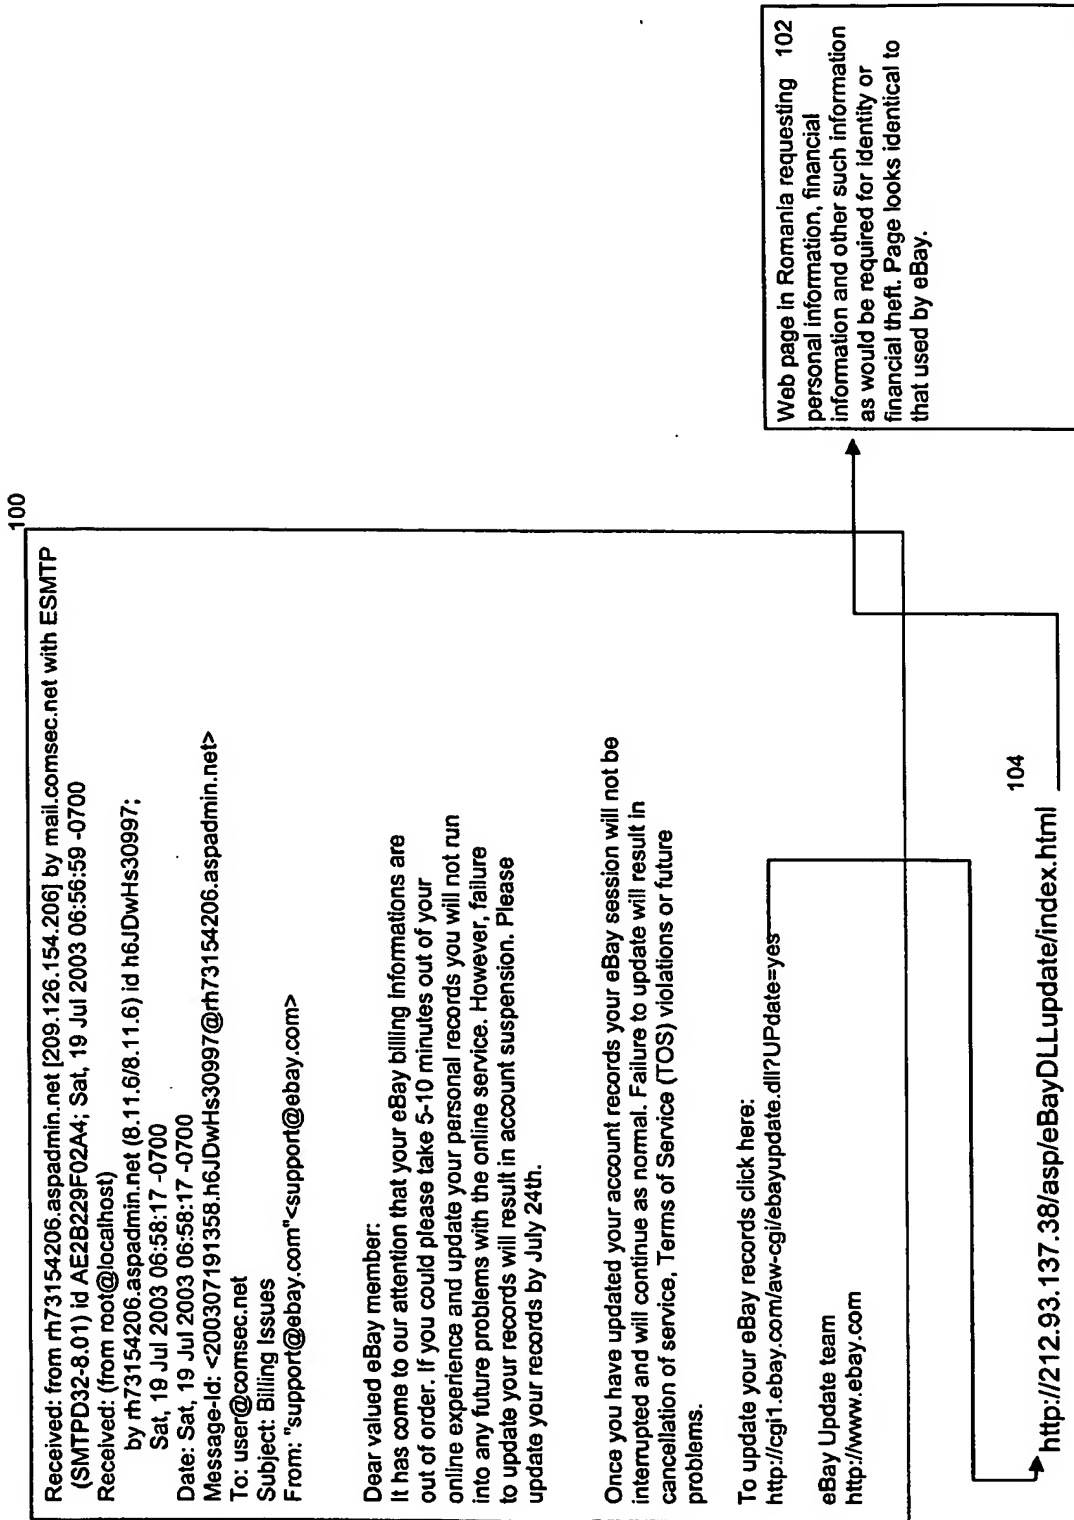 100
Received: from rh73154206.aspadmin.net [209.126.154.206] by mail.comsec.net with ESMTP
(SMTPD32-8.01) id AE2B229F02A4; Sat, 19 Jul 2003 06:56:59 -0700
Received: (from root@localhost)
by rh73154206.aspadmin.net (8.11.6/8.11.6) id h6JDwHs30997;
Sat, 19 Jul 2003 06:58:17 -0700
Date: Sat, 19 Jul 2003 06:58:17 -0700
Message-Id: <200307191358.h6JDwHs30997@rh73154206.aspadmin.net>
To: user@comsec.net
Subject: Billing Issues
From: "support@ebay.com"<support@ebay.com>
Dear valued eBay member:
It has come to our attention that your eBay billing informations are
out of order. If you could please take 5-10 minutes out of your
online experience and update your personal records you will not run
into any future problems with the online service. However, failure
to update your records will result in account suspension. Please
update your records by July 24th.
Once you have updated your account records your eBay session will not be
interrupted and will continue as normal. Failure to update will result in
cancellation of service, Terms of Service (TOS) violations or future
problems.
To update your eBay records click here:
http://cgi1.ebay.com/aw-cgi/ebayupdate.dll?UPdate=yes
eBay Update team
http://www.ebay.com
104
http://212.93.137.38/asp/eBayDLLupdate/index.html
Web page in Romania requesting 102
personal information, financial
information and other such information
as would be required for identity or
financial theft. Page looks identical to
that used by eBay.